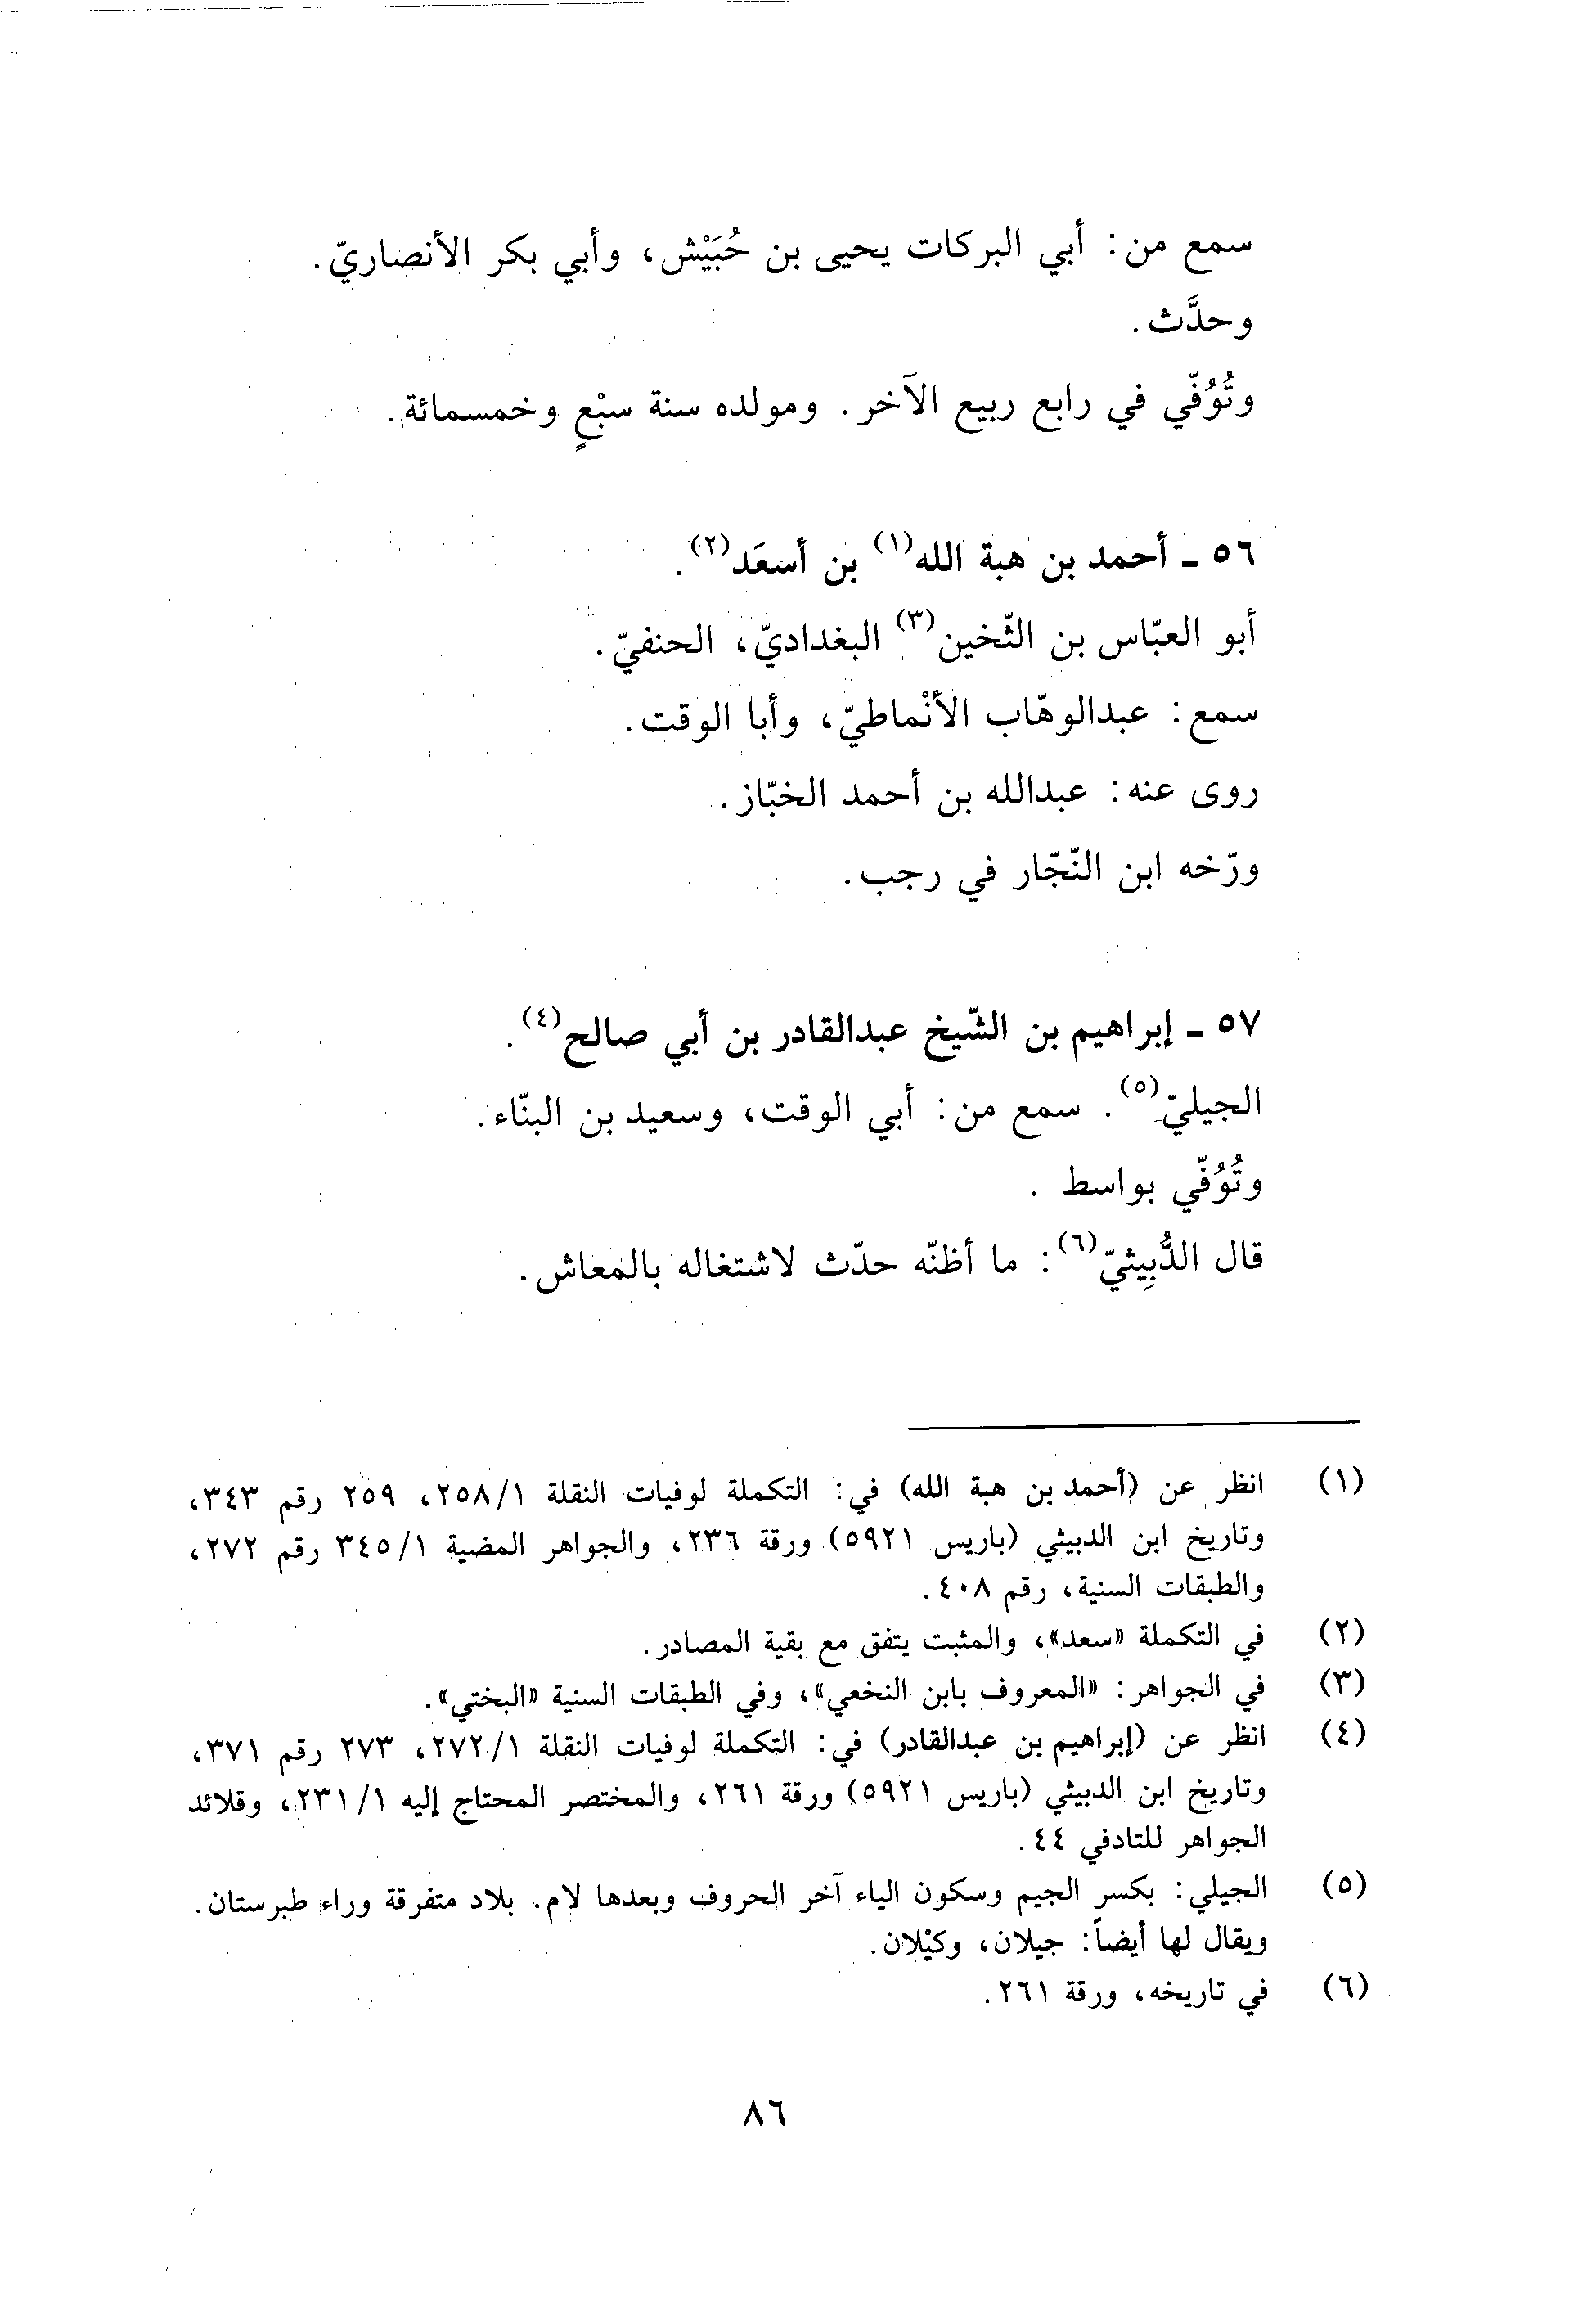 سمع من: أبي البركات يحيى بن حُبَيْش، وأبي بكر الأنصاريّ.
وحدَّث.
وتُوُفّي في رابع ربيع الآخر. ومولده سنة سبْعٍ وخمسمائة.
٥٦ ـ أحمد بن هبة الله(١) بن أسعَد(٢).
أبو العبّاس بن الثّخين(٣) البغداديّ، الحنفيّ.
سمع: عبدالوهّاب الأنْماطيّ، وأبا الوقت.
روى عنه: عبدالله بن أحمد الخبّاز.
ورّخه ابن النّجّار في رجب.
٥٧ ـ إبراهيم بن الشّيخ عبدالقادر بن أبي صالح(٤).
الجيليّ(٥). سمع من: أبي الوقت، وسعيد بن البنّاء.
وتُوُفّي بواسط .
قال الدُّبِيثيّ(٦): ما أظنّه حدّث لاشتغاله بالمعاش.
(١) انظر عن (أحمد بن هبة الله) في: التكملة لوفيات النقلة ٢٥٨/١، ٢٥٩ رقم ٣٤٣،
وتاريخ ابن الدبيثي (باريس ٥٩٢١) ورقة ٢٣٦، والجواهر المضية ٣٤٥/١ رقم ٢٧٢،
والطبقات السنية، رقم ٤٠٨.
(٢) في التكملة «سعد»، والمثبت يتفق مع بقية المصادر.
(٣) في الجواهر: «المعروف بابن النخعي»، وفي الطبقات السنية «البختي».
(٤) انظر عن (إبراهيم بن عبدالقادر) في: التكملة لوفيات النقلة ٢٧٢/١، ٢٧٣ رقم ٣٧١،
وتاريخ ابن الدبيثي (باريس ٥٩٢١) ورقة ٢٦١، والمختصر المحتاج إليه ٢٣١/١، وقلائد
الجواهر للتادفي ٤٤.
(٥) الجيلي: بكسر الجيم وسكون الياء آخر الحروف وبعدها لام. بلاد متفرقة وراء طبرستان.
ويقال لها أيضاً: جيلان، وكيْلان.
(٦) في تاريخه، ورقة ٢٦١.
٨٦